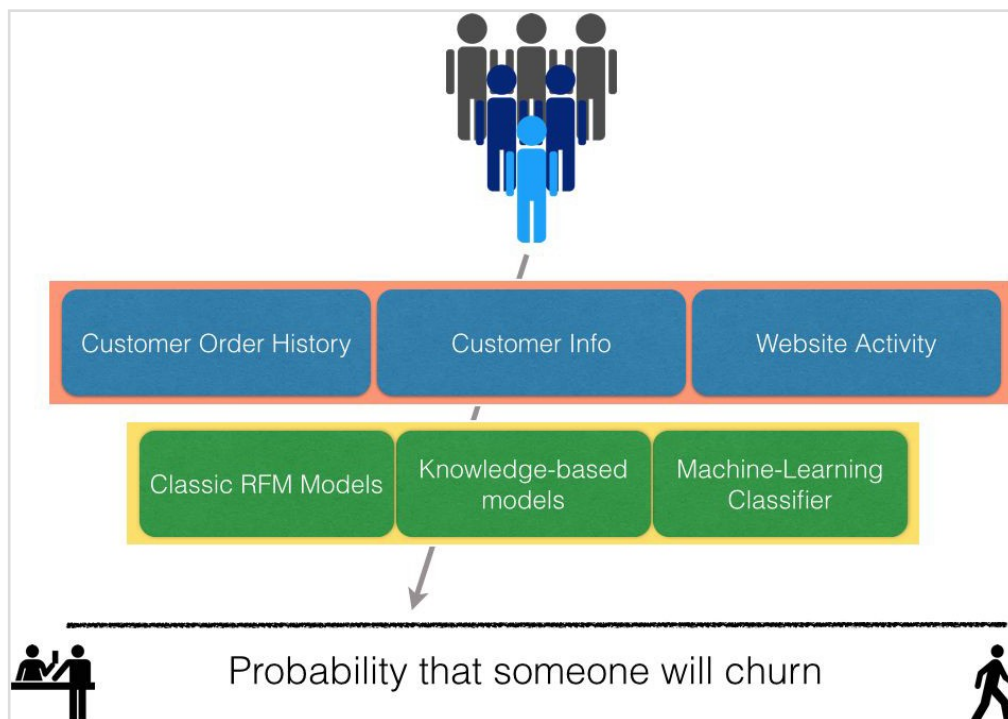 Customer Order History
Customer Info
Website Activity
Classic RFM Models
Knowledge-based
models
Machine-Learning
Classifier
Probability that someone will churn